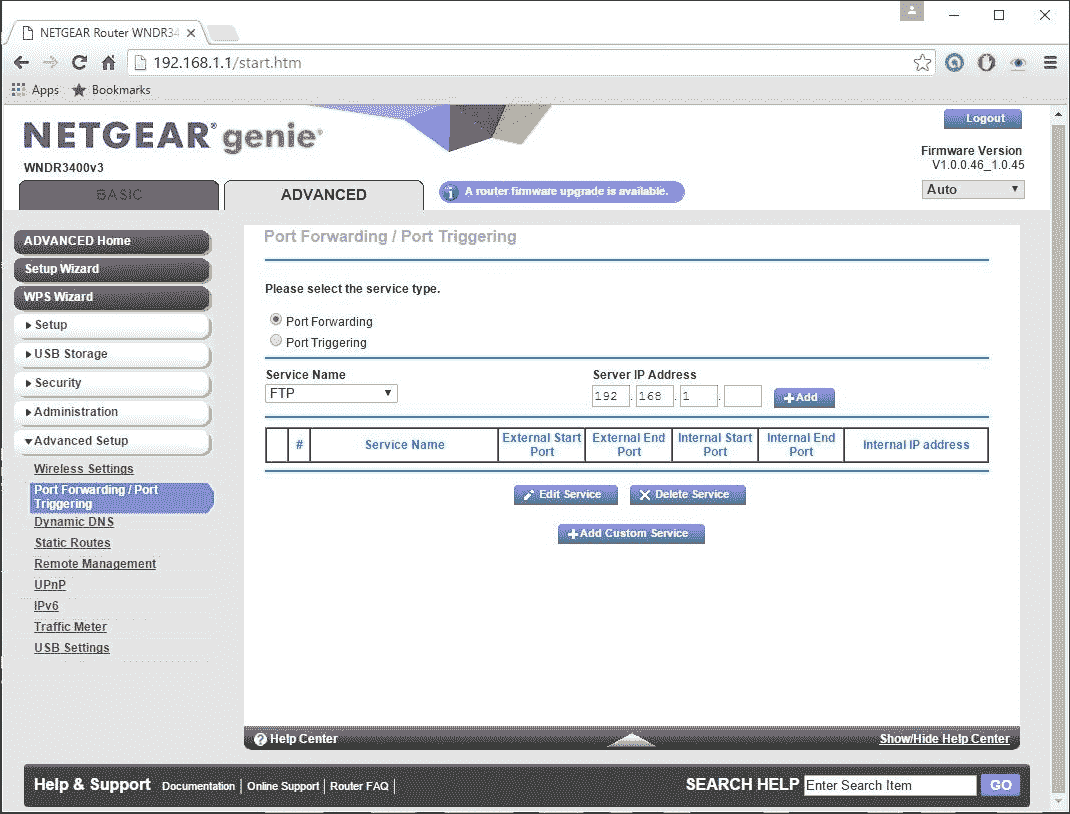 NETGEAR Router WNDR34
192.168.1.1/start.htm
Apps Bookmarks
NETGEAR® genie®
Logout
WNDR3400v3
Firmware Version
V1.0.0.46_1.0.45
BASIC
ADVANCED
A router firmware upgrade is available.
Auto
ADVANCED Home
Setup Wizard
WPS Wizard
Setup
USB Storage
Security
Administration
Advanced Setup
Wireless Settings
Port Forwarding / Port
Triggering
Dynamic DNS
Static Routes
Remote Management
UPnP
IPv6
Traffic Meter
USB Settings
Port Forwarding / Port Triggering
Please select the service type.
Port Forwarding
Port Triggering
Service Name
Server IP Address
FTP
192 . 168 . 1 .
+Add
# Service Name External Start Port External End Port Internal Start Port Internal End Port Internal IP address
Edit Service
Delete Service
+Add Custom Service
Help Center
Show/Hide Help Center
Help & Support Documentation | Online Support | Router FAQ |
SEARCH HELP Enter Search Item GO